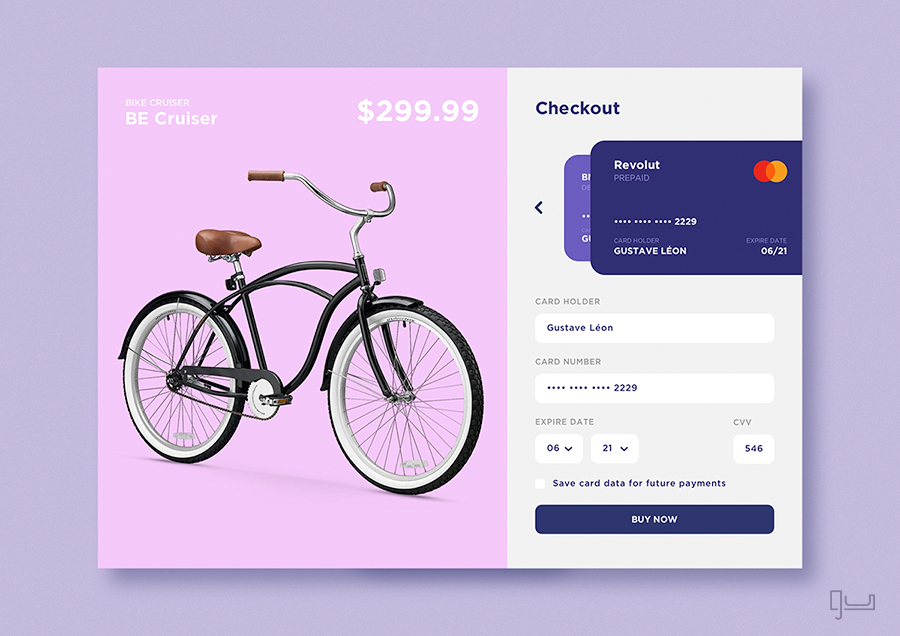 BIKE CRUISER
BE Cruiser
$299.99
Checkout
Revolut
PREPAID
•••• •••• •••• 2229
CARD HOLDER
GUSTAVE LÉON
EXPIRE DATE
06/21
CARD HOLDER
Gustave Léon
CARD NUMBER
•••• •••• •••• 2229
EXPIRE DATE
CVV
06
21
546
Save card data for future payments
BUY NOW